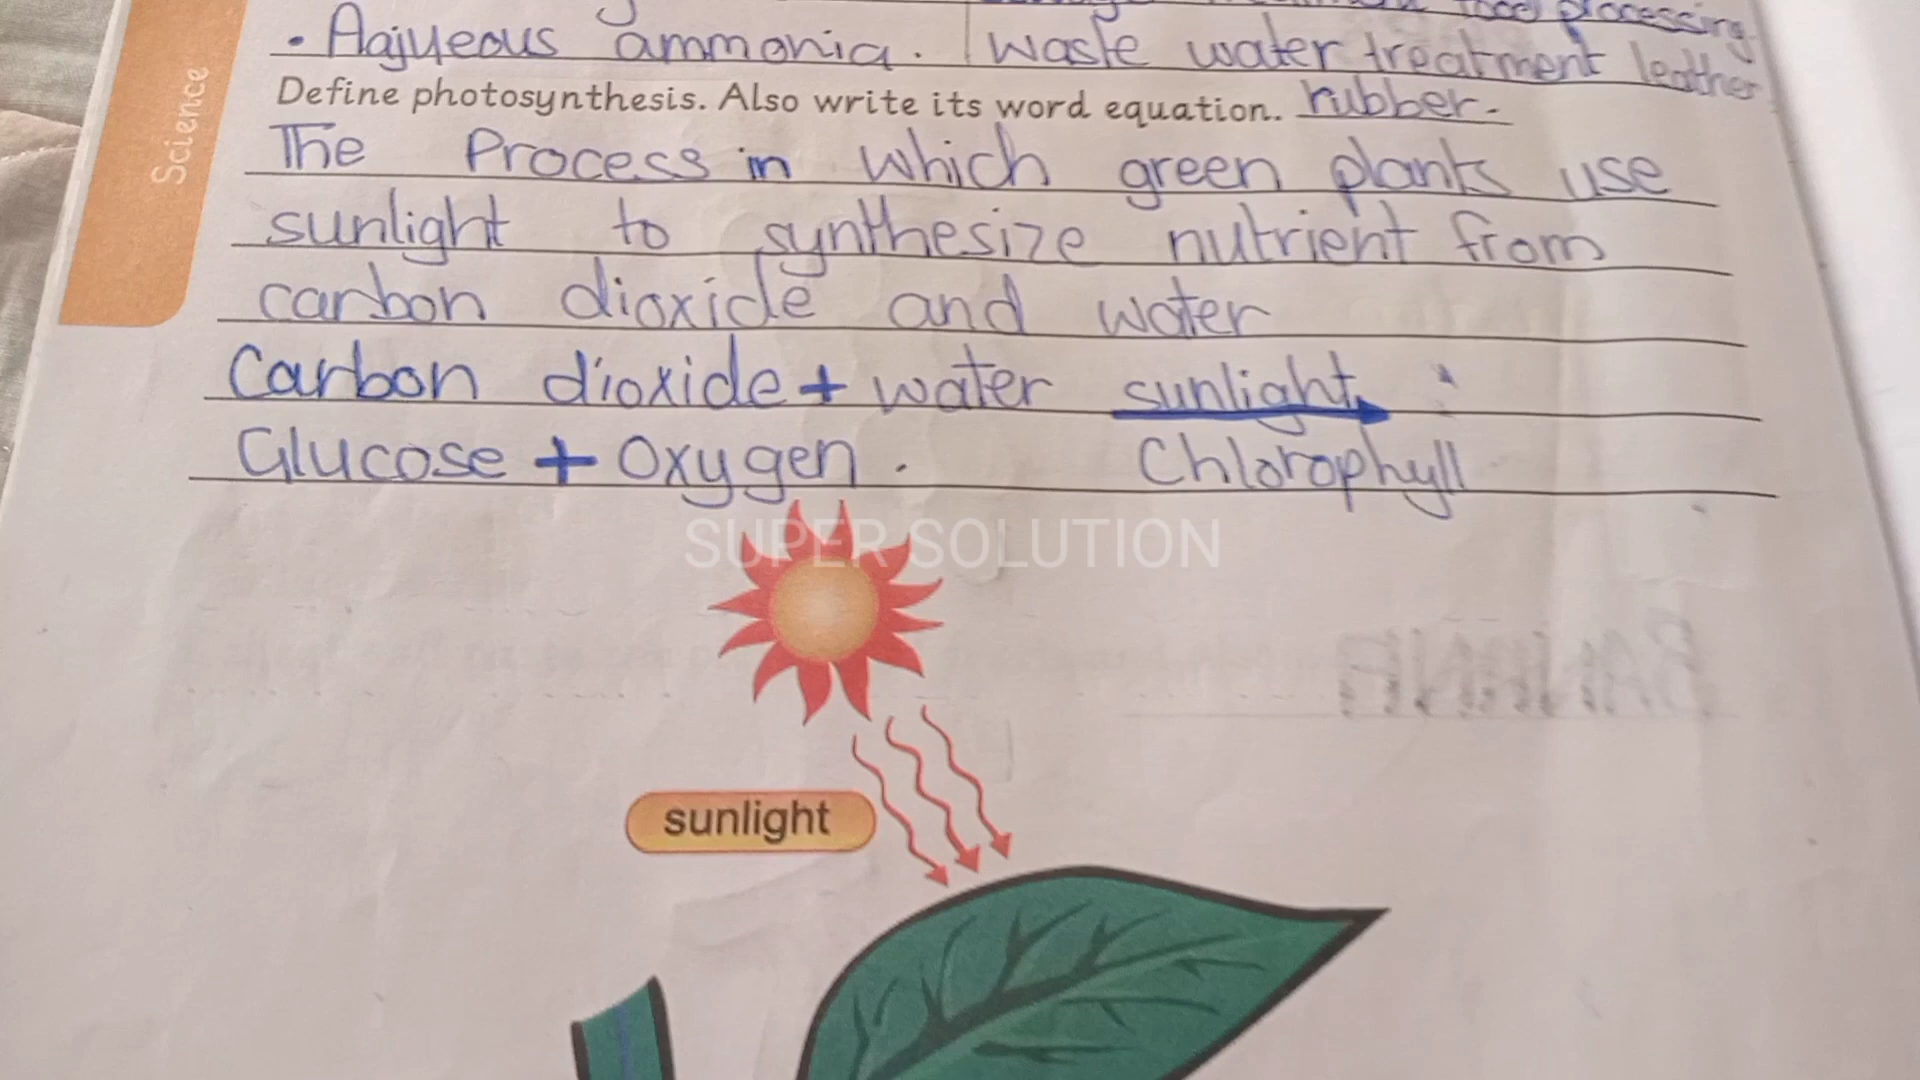 food processing
• Aajueous ammonia. waste water treatment leather
Define photosynthesis. Also write its word equation. rubber.
The Process in which green plants use
sunlight to synthesize nutrient from
carbon dioxide and water
Carbon dioxide + water sunlight
Glucose + Oxygen. Chlorophyll
SUPER SOLUTION
sunlight
Science